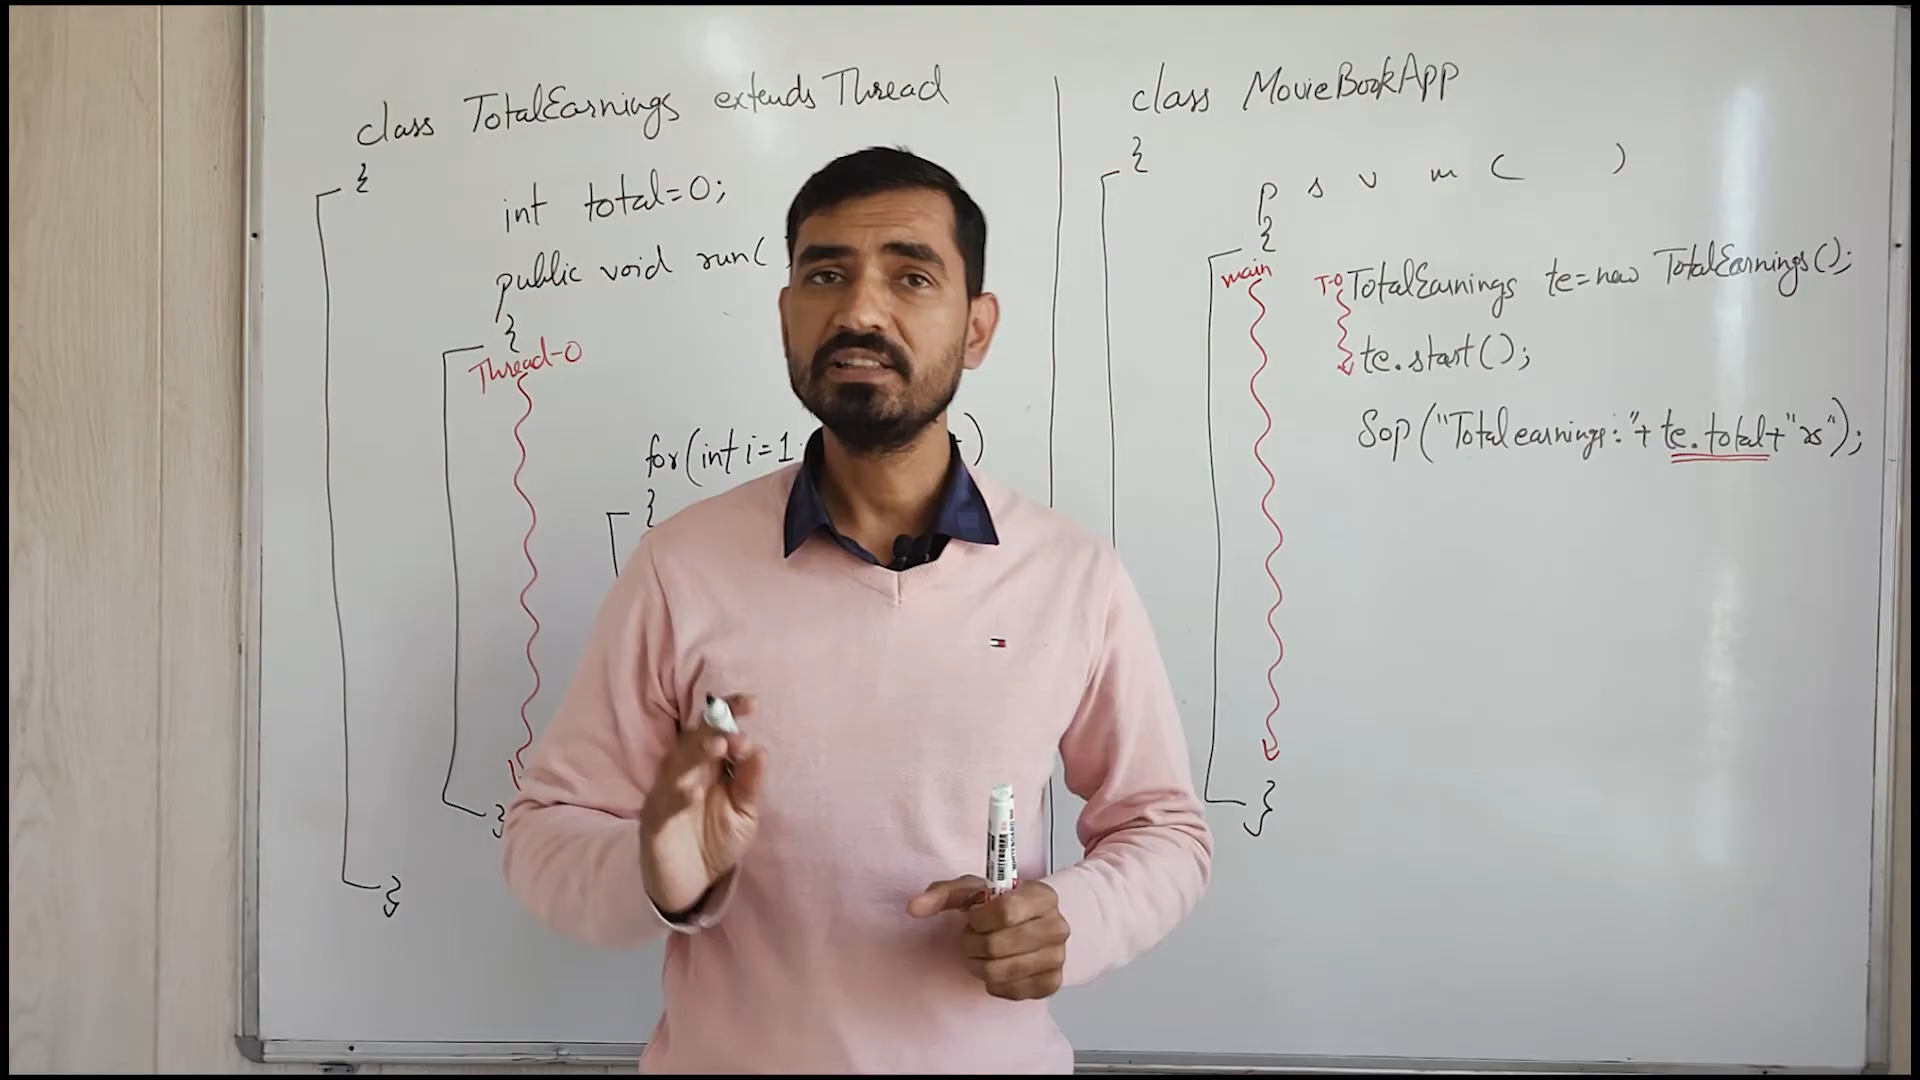 class TotalEarnings extends Thread
{
int total=0;
public void run(
{
Thread-0
for(int i=1
)
{
}
}
class MovieBookApp
{
p s v m ( )
{
main
T-0 TotalEarnings te=new TotalEarnings();
te.start();
Sop("Total earnings:"+ te.total+"rs");
}
WHITEBOARD